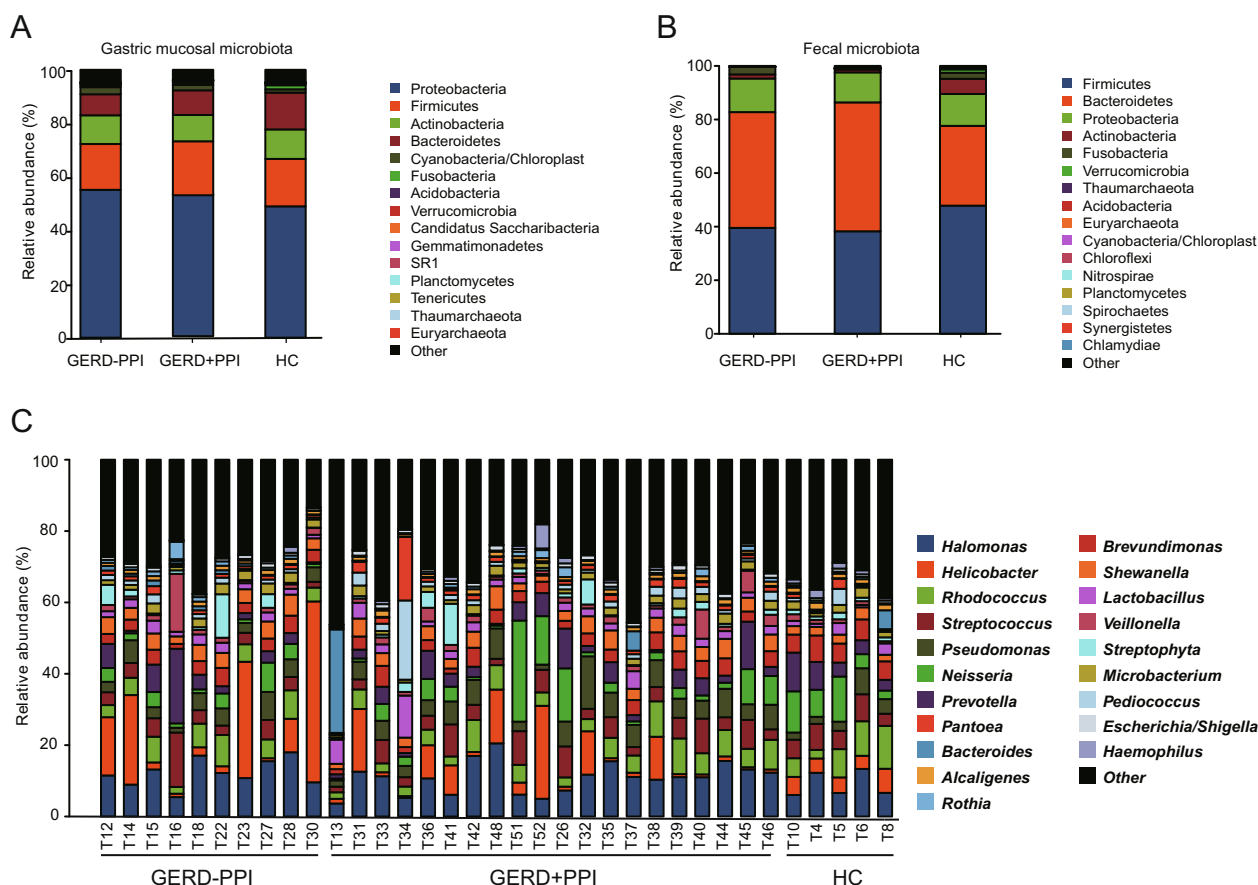 A
Gastric mucosal microbiota
Relative abundance (%)
100
80
60
40
20
0
GERD-PPI
GERD+PPI
HC
Proteobacteria
Firmicutes
Actinobacteria
Bacteroidetes
Cyanobacteria/Chloroplast
Fusobacteria
Acidobacteria
Verrucomicrobia
Candidatus Saccharibacteria
Gemmatimonadetes
SR1
Planctomycetes
Tenericutes
Thaumarchaeota
Euryarchaeota
Other
B
Fecal microbiota
Relative abundance (%)
100
80
60
40
20
0
GERD-PPI
GERD+PPI
HC
Firmicutes
Bacteroidetes
Proteobacteria
Actinobacteria
Fusobacteria
Verrucomicrobia
Thaumarchaeota
Acidobacteria
Euryarchaeota
Cyanobacteria/Chloroplast
Chloroflexi
Nitrospirae
Planctomycetes
Spirochaetes
Synergistetes
Chlamydiae
Other
C
Relative abundance (%)
100
80
60
40
20
0
T12
T14
T15
T16
T18
T22
T23
T27
T28
T30
T13
T31
T33
T34
T36
T41
T42
T48
T51
T52
T26
T32
T35
T37
T38
T39
T40
T44
T45
T46
T10
T4
T5
T6
T8
GERD-PPI
GERD+PPI
HC
Halomonas
Helicobacter
Rhodococcus
Streptococcus
Pseudomonas
Neisseria
Prevotella
Pantoea
Bacteroides
Alcaligenes
Rothia
Brevundimonas
Shewanella
Lactobacillus
Veillonella
Streptophyta
Microbacterium
Pediococcus
Escherichia/Shigella
Haemophilus
Other